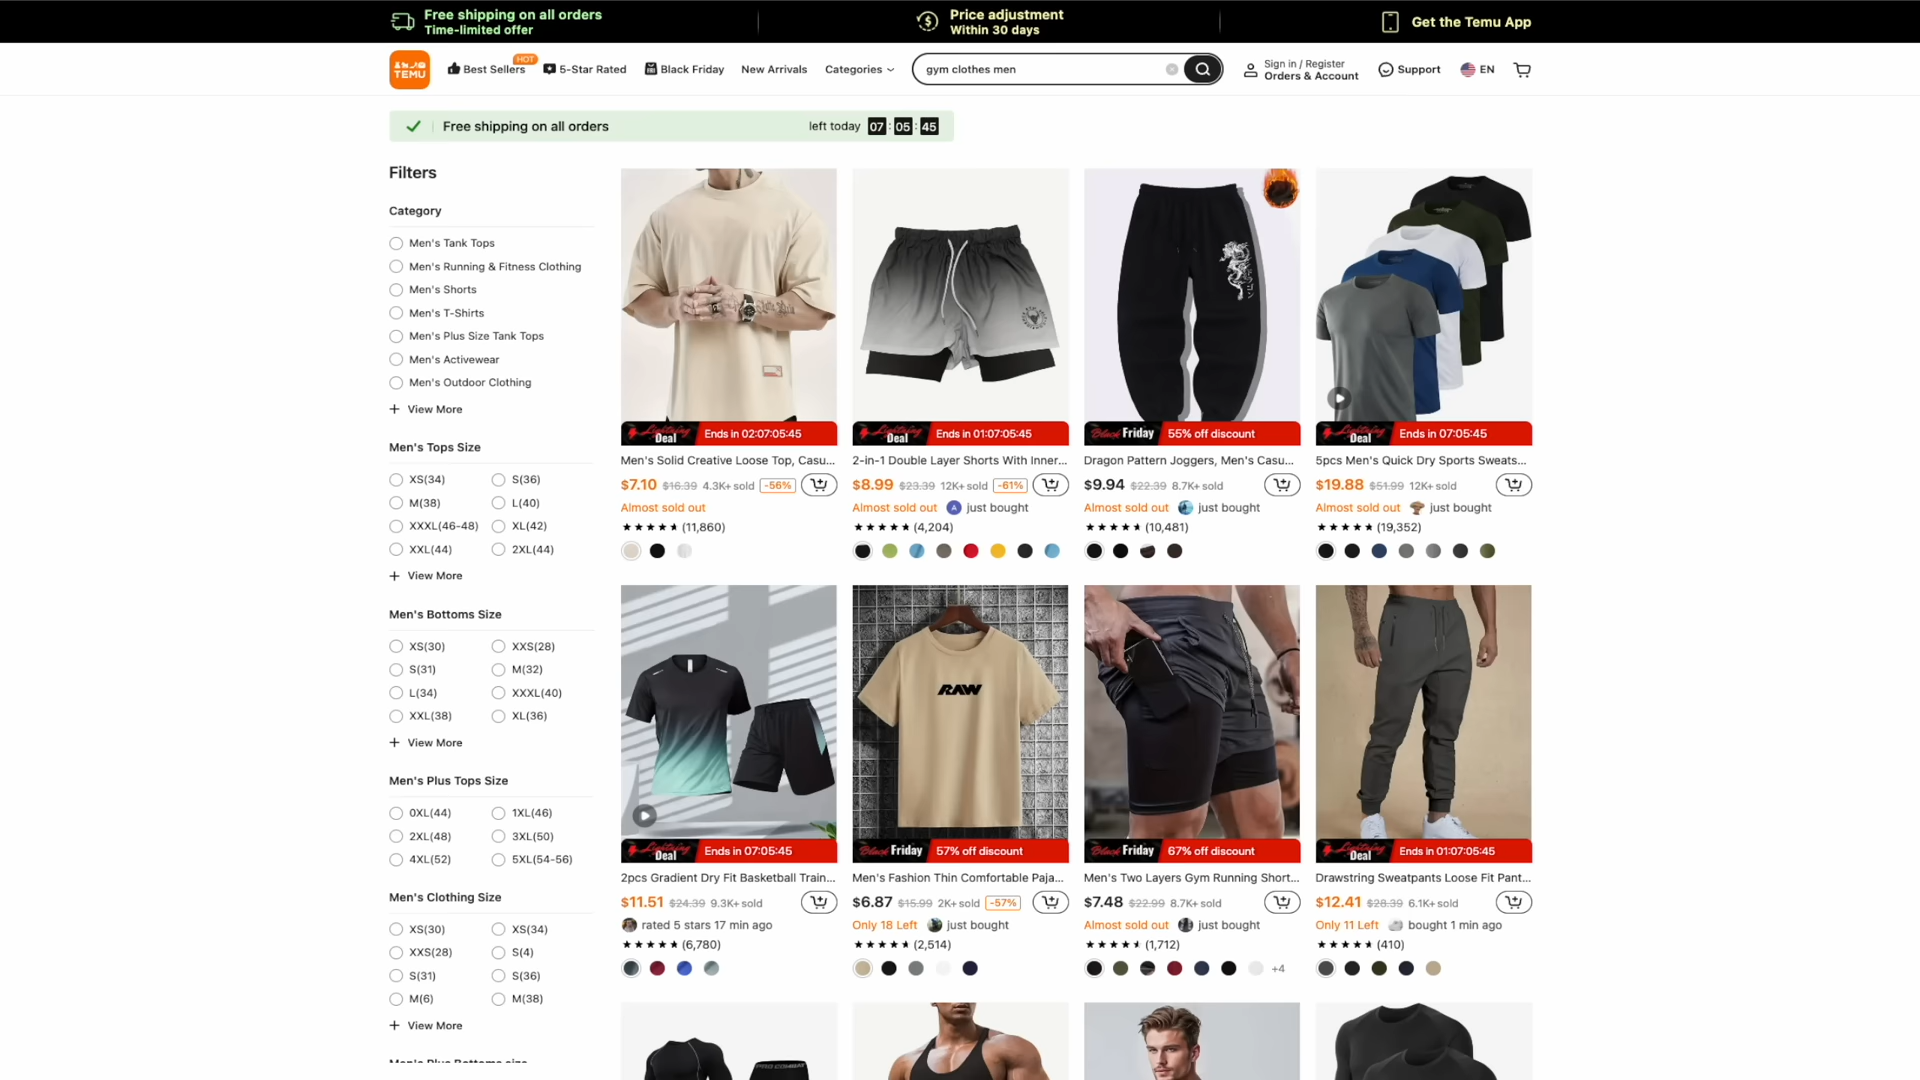 Free shipping on all orders
Time-limited offer
Price adjustment
Within 30 days
Get the Temu App
TEMU
Best Sellers
HOT
5-Star Rated
Black Friday
New Arrivals
Categories
gym clothes men
Sign in / Register
Orders & Account
Support
EN
Free shipping on all orders
left today 07 : 05 : 45
Filters
Category
Men's Tank Tops
Men's Running & Fitness Clothing
Men's Shorts
Men's T-Shirts
Men's Plus Size Tank Tops
Men's Activewear
Men's Outdoor Clothing
View More
Men's Tops Size
XS(34) S(36)
M(38) L(40)
XXXL(46-48) XL(42)
XXL(44) 2XL(44)
View More
Men's Bottoms Size
XS(30) XXS(28)
S(31) M(32)
L(34) XXXL(40)
XXL(38) XL(36)
View More
Men's Plus Tops Size
0XL(44) 1XL(46)
2XL(48) 3XL(50)
4XL(52) 5XL(54-56)
Men's Clothing Size
XS(30) XS(34)
XXS(28) S(4)
S(31) S(36)
M(6) M(38)
View More
Men's Plus Bottoms size
Lightning Deal Ends in 02:07:05:45
Men's Solid Creative Loose Top, Casu...
$7.10 $16.39 4.3K+ sold -56%
Almost sold out
(11,860)
Lightning Deal Ends in 01:07:05:45
2-in-1 Double Layer Shorts With Inner...
$8.99 $23.39 12K+ sold -61%
Almost sold out A just bought
(4,204)
Black Friday 55% off discount
Dragon Pattern Joggers, Men's Casu...
$9.94 $22.39 8.7K+ sold
Almost sold out just bought
(10,481)
Lightning Deal Ends in 07:05:45
5pcs Men's Quick Dry Sports Sweats...
$19.88 $51.99 12K+ sold
Almost sold out just bought
(19,352)
Lightning Deal Ends in 07:05:45
2pcs Gradient Dry Fit Basketball Train...
$11.51 $24.39 9.3K+ sold
rated 5 stars 17 min ago
(6,780)
RAW
Black Friday 57% off discount
Men's Fashion Thin Comfortable Paja...
$6.87 $15.99 2K+ sold -57%
Only 18 Left just bought
(2,514)
Black Friday 67% off discount
Men's Two Layers Gym Running Short...
$7.48 $22.99 8.7K+ sold
Almost sold out just bought
(1,712)
+4
Lightning Deal Ends in 01:07:05:45
Drawstring Sweatpants Loose Fit Pant...
$12.41 $28.39 6.1K+ sold
Only 11 Left bought 1 min ago
(410)
PRO COMBAT